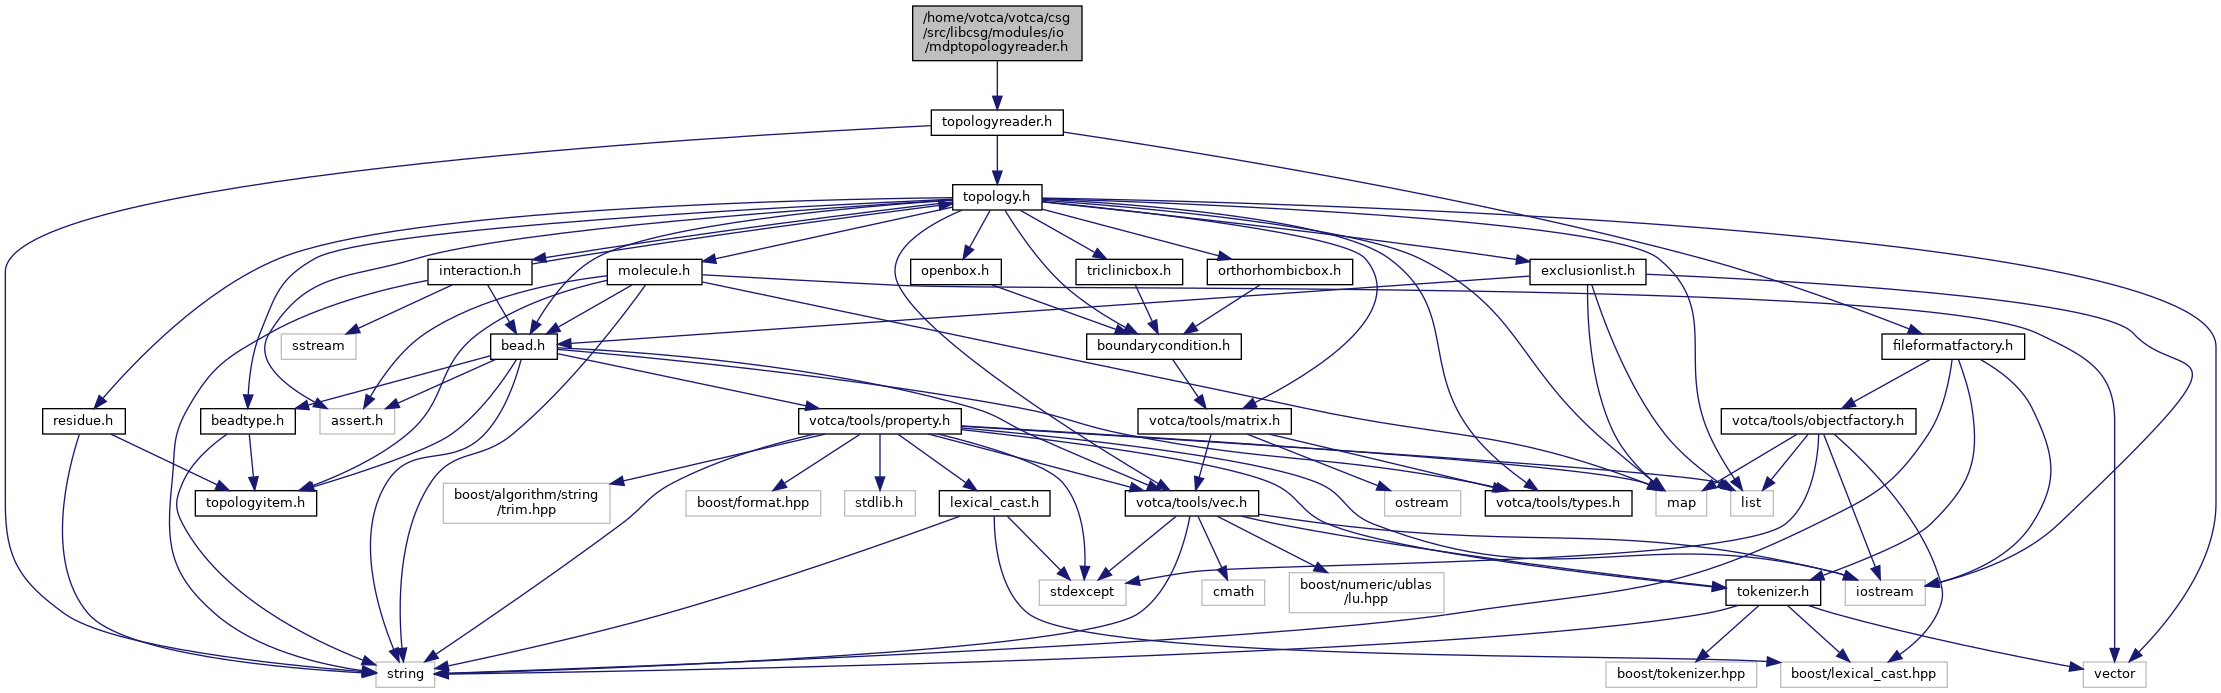 /home/votca/votca/csg
/src/libcsg/modules/io
/mdptopologyreader.h
topologyreader.h
topology.h
interaction.h
molecule.h
openbox.h
triclinicbox.h
orthorhombicbox.h
exclusionlist.h
sstream
bead.h
boundarycondition.h
fileformatfactory.h
residue.h
beadtype.h
assert.h
votca/tools/property.h
votca/tools/matrix.h
votca/tools/objectfactory.h
topologyitem.h
boost/algorithm/string
/trim.hpp
boost/format.hpp
stdlib.h
lexical_cast.h
votca/tools/vec.h
ostream
votca/tools/types.h
map
list
stdexcept
cmath
boost/numeric/ublas
/lu.hpp
tokenizer.h
iostream
string
boost/tokenizer.hpp
boost/lexical_cast.hpp
vector